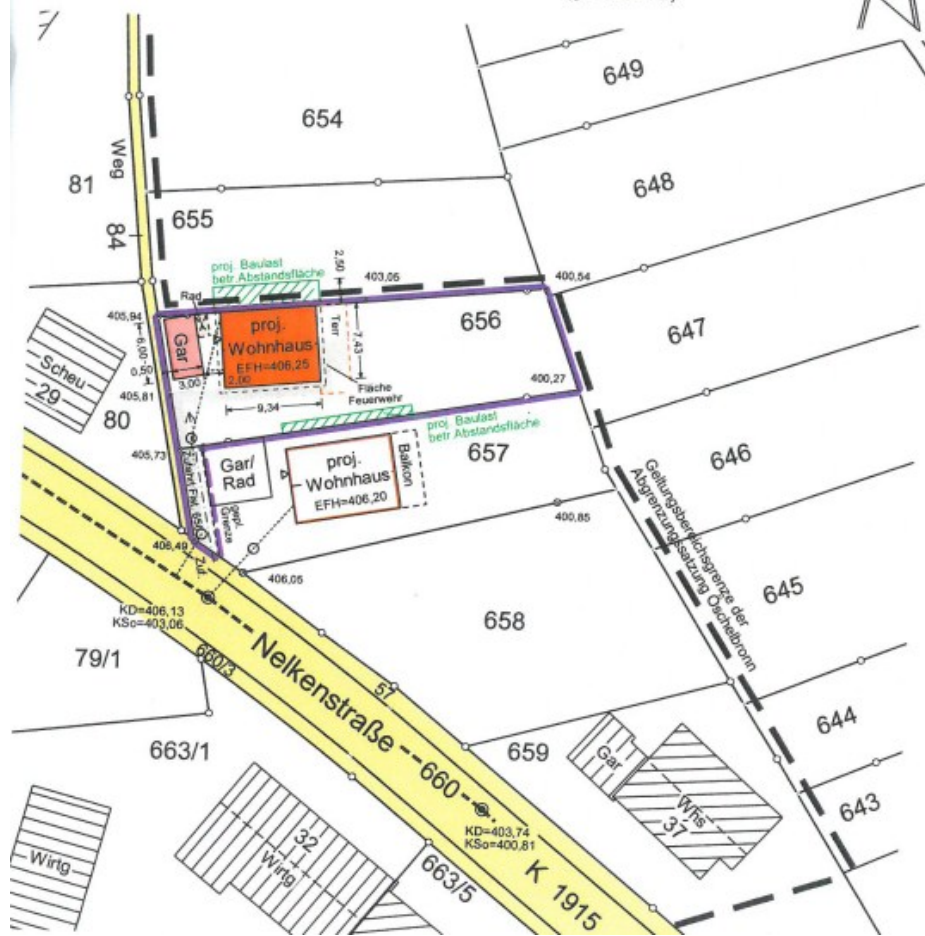 649
654
81
Weg
648
84
655
proj. Baulast
betr.Abstandsfläche
2,50
403,05
400,54
Rad
405,94
6,00
Gar
proj.
Wohnhaus
EFH=406,25
Terr
7,43
656
647
Scheu
29
0,50
3,00
2,00
405,81
Fläche
Feuerwehr
400,27
9,34
80
proj. Baulast
betr.Abstandsfläche
405,73
Gar/
Rad
proj.
Wohnhaus
EFH=406,20
Balkon
657
646
gepl.
Grenze
400,85
Geltungsbereichsgrenze der
Abgrenzungssatzung Öschelbronn
406,49
Zuf.
406,05
KD=406,13
KSo=403,06
658
645
79/1
660/3
Nelkenstraße
57
663/1
660
659
644
Gar
Whs
37
643
KD=403,74
KSo=400,81
Wirtg
32
Wirtg
663/5
K 1915